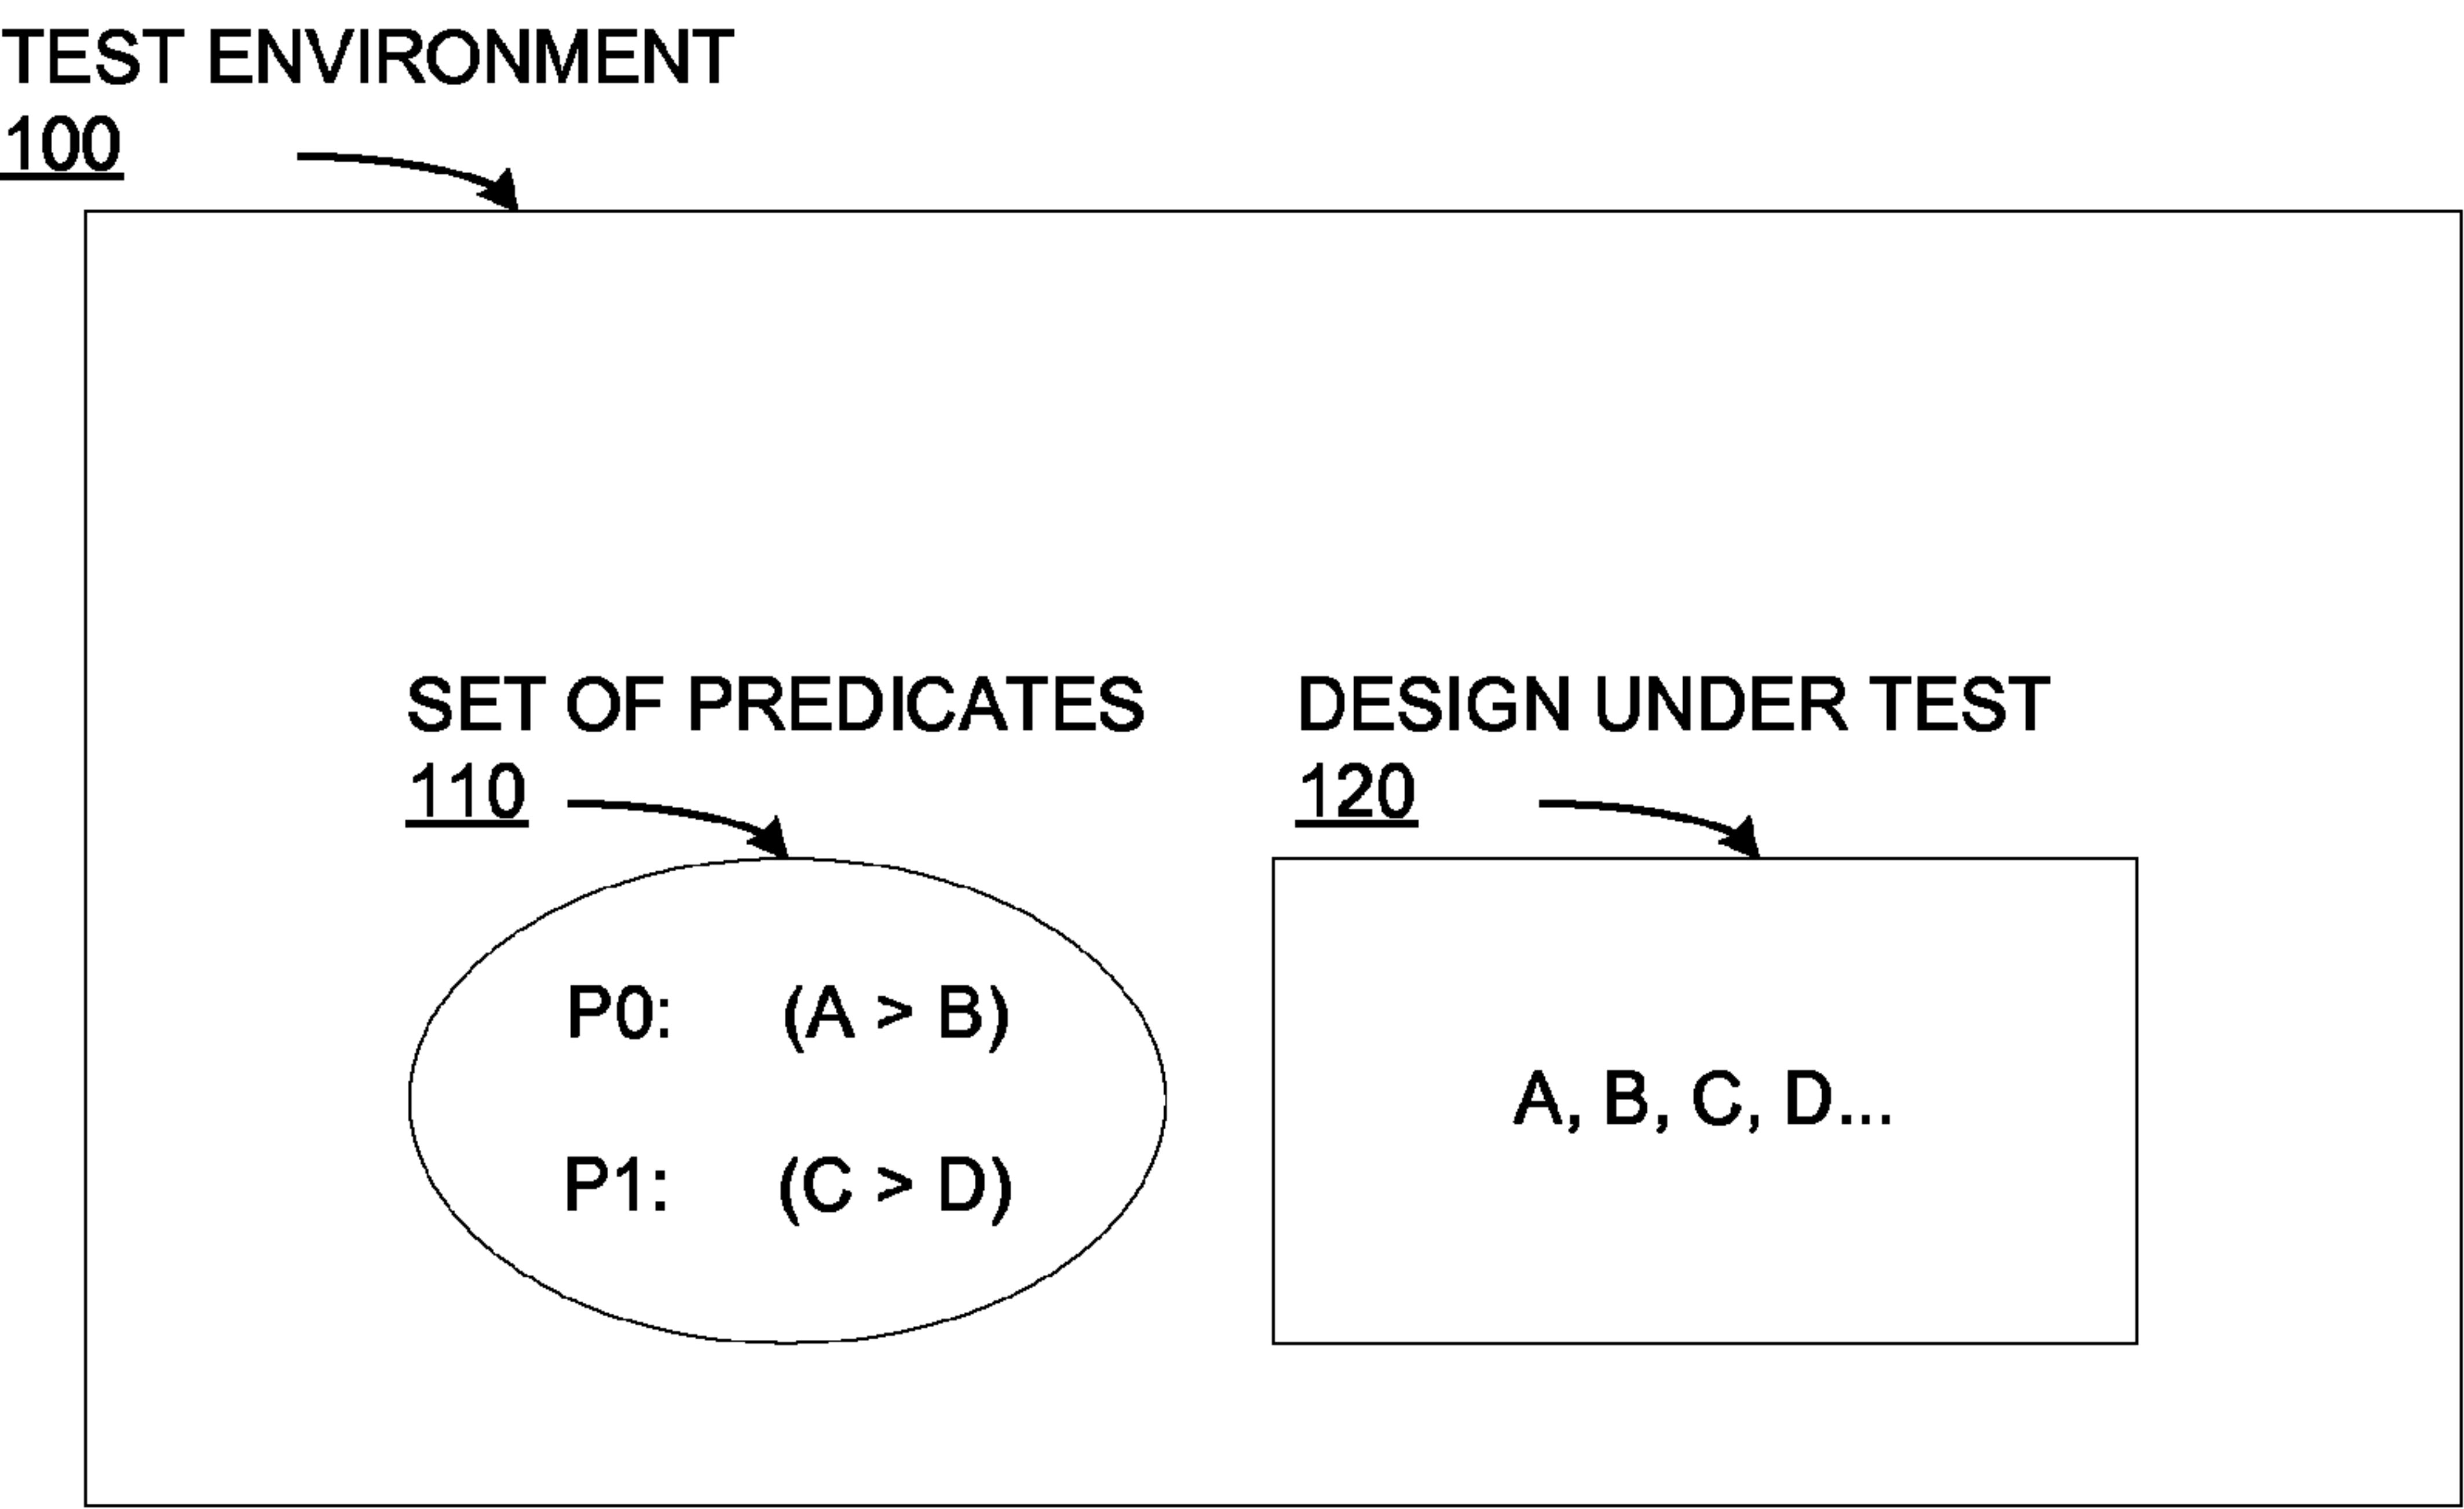 TEST ENVIRONMENT
100
SET OF PREDICATES
110
DESIGN UNDER TEST
120
P0: (A > B)
P1: (C > D)
A, B, C, D...